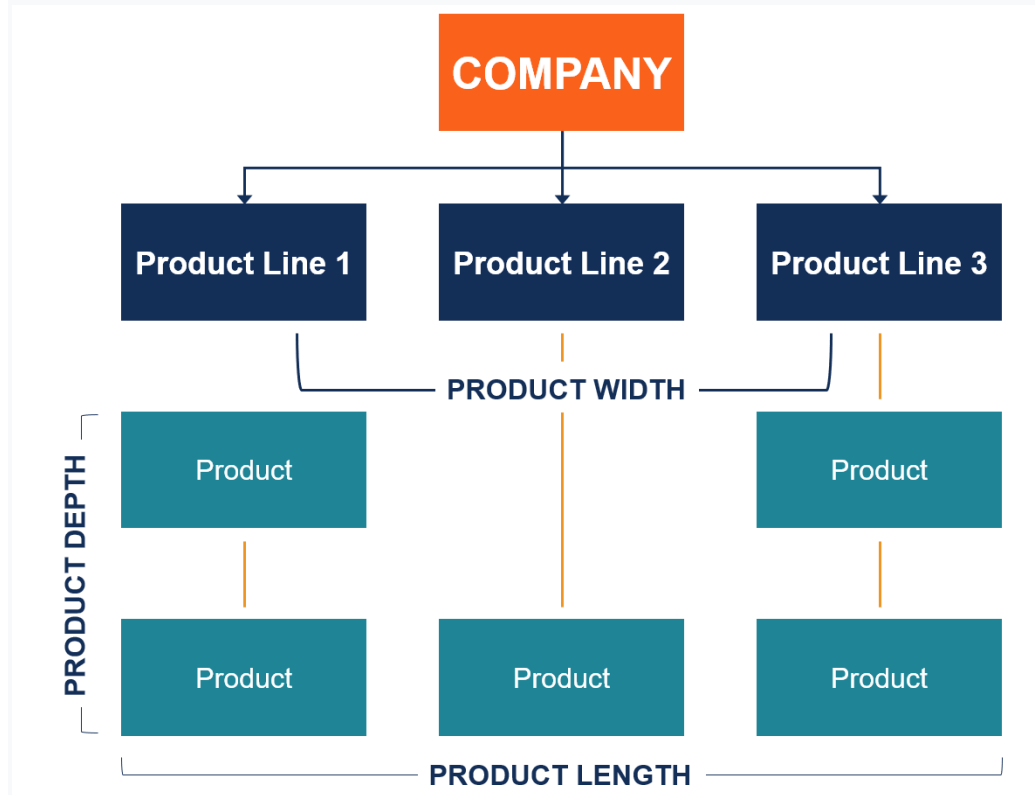 COMPANY
Product Line 1
Product Line 2
Product Line 3
PRODUCT WIDTH
PRODUCT DEPTH
Product
Product
Product
Product
Product
PRODUCT LENGTH